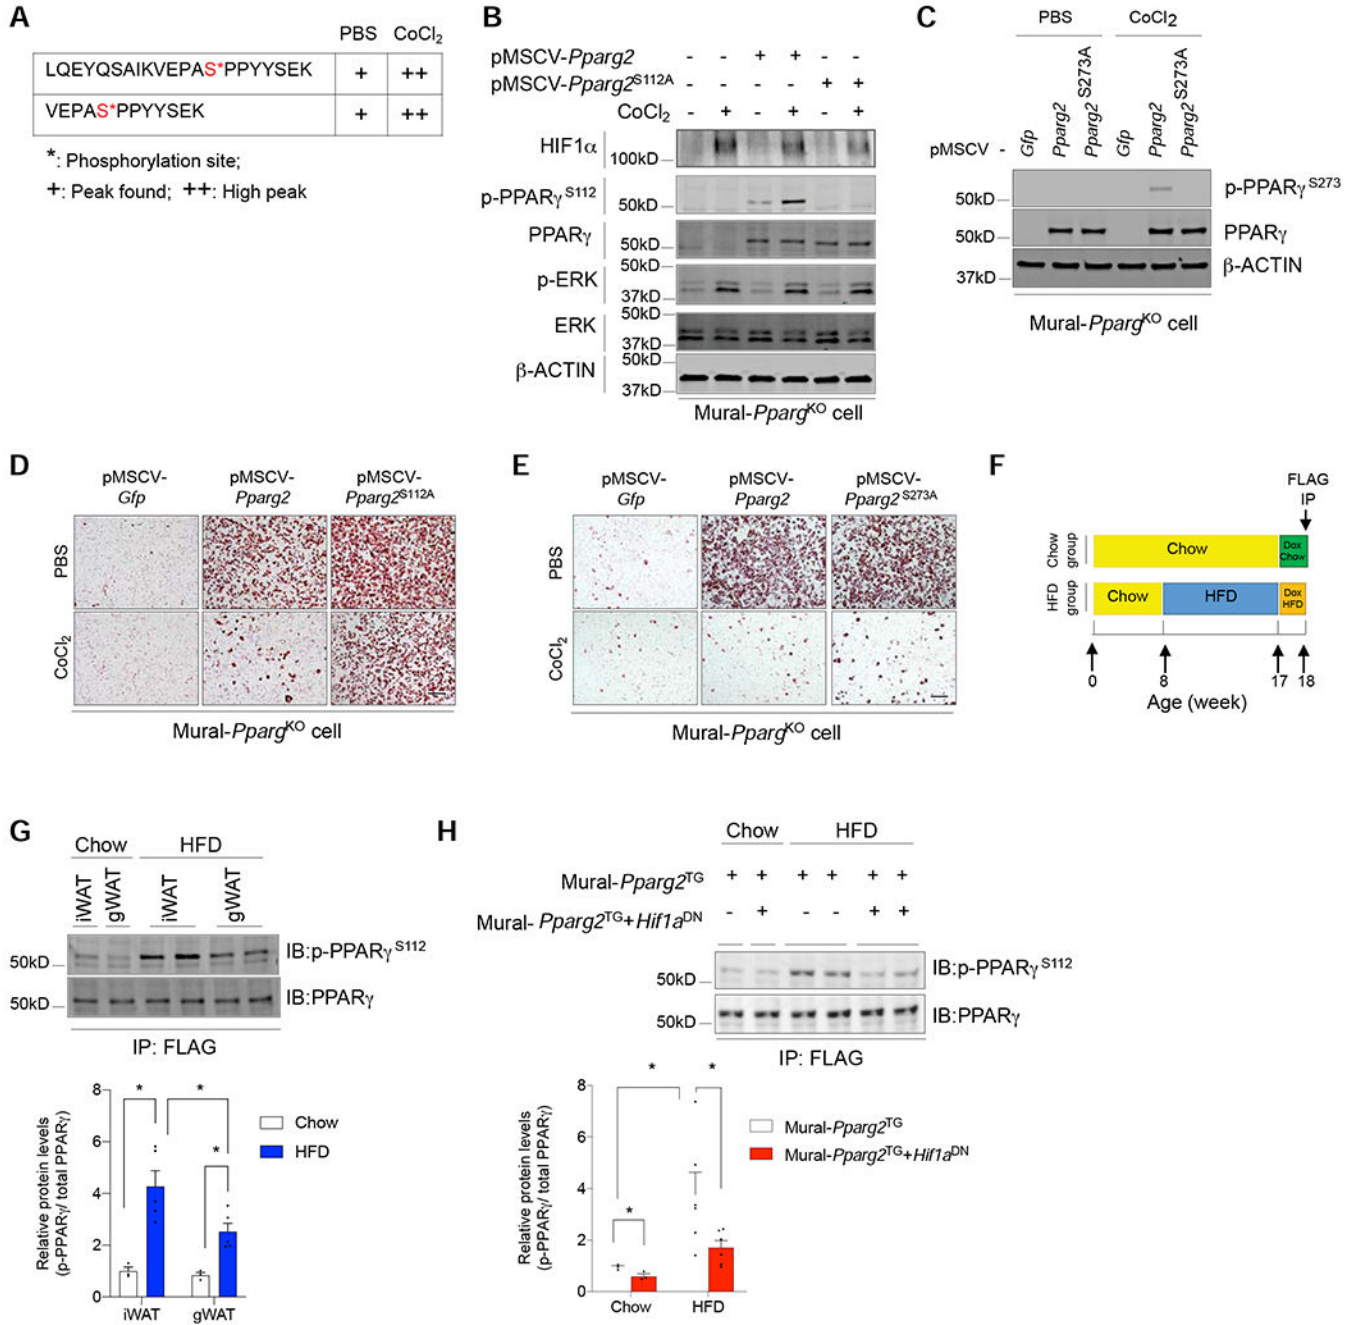 A
PBS CoCl2
LQEYQSAIKVEPAS*PPYYSEK + ++
VEPAS*PPYYSEK + ++
*: Phosphorylation site;
+: Peak found; ++: High peak
B
pMSCV-Pparg2 - - + + - -
pMSCV-Pparg2S112A - - - - + +
CoCl2 - + - + - +
HIF1α
100kD
p-PPARγS112
50kD
PPARγ
50kD
p-ERK
50kD
37kD
ERK
50kD
37kD
β-ACTIN
50kD
37kD
Mural-PpargKO cell
C
PBS CoCl2
pMSCV - Gfp Pparg2 Pparg2S273A Gfp Pparg2 Pparg2S273A
50kD p-PPARγS273
50kD PPARγ
37kD β-ACTIN
Mural-PpargKO cell
D
pMSCV-Gfp
pMSCV-Pparg2
pMSCV-Pparg2S112A
PBS
CoCl2
Mural-PpargKO cell
E
pMSCV-Gfp
pMSCV-Pparg2
pMSCV-Pparg2S273A
PBS
CoCl2
Mural-PpargKO cell
F
FLAG
IP
Chow
group
Chow
Dox
Chow
HFD
group
Chow
HFD
Dox
HFD
0 8 17 18
Age (week)
G
Chow HFD
iWAT gWAT iWAT gWAT
50kD IB:p-PPARγS112
50kD IB:PPARγ
IP: FLAG
Relative protein levels
(p-PPARγ/ total PPARγ)
8
6
4
2
0
* * *
iWAT gWAT
Chow
HFD
H
Chow HFD
Mural-Pparg2TG + + + + + +
Mural- Pparg2TG+Hif1aDN - + - - + +
50kD IB:p-PPARγS112
50kD IB:PPARγ
IP: FLAG
Relative protein levels
(p-PPARγ/ total PPARγ)
8
6
4
2
0
* * *
Chow HFD
Mural-Pparg2TG
Mural-Pparg2TG+Hif1aDN